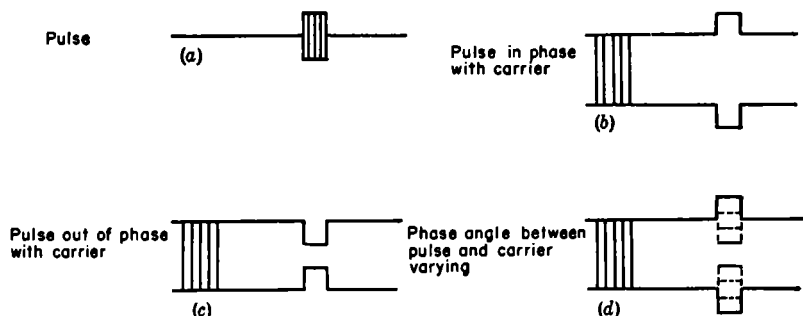 Pulse
(a)
Pulse in phase
with carrier
(b)
Pulse out of phase
with carrier
(c)
Phase angle between
pulse and carrier
varying
(d)